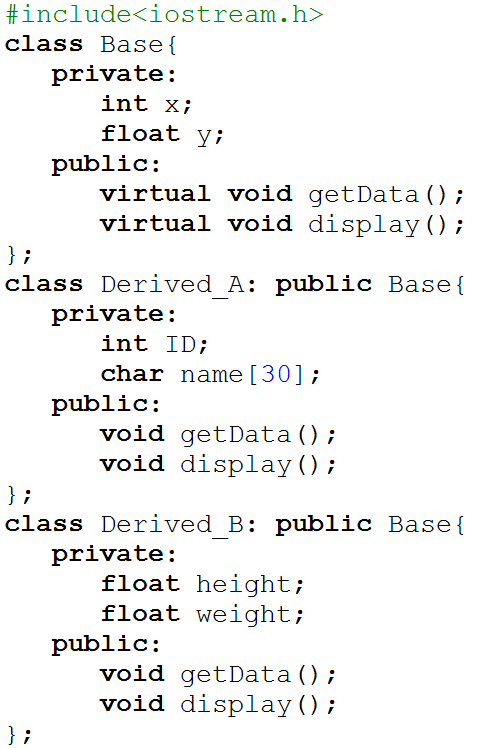 #include<iostream.h>
class Base{
   private:
      int x;
      float y;
   public:
      virtual void getData();
      virtual void display();
};
class Derived_A: public Base{
   private:
      int ID;
      char name[30];
   public:
      void getData();
      void display();
};
class Derived_B: public Base{
   private:
      float height;
      float weight;
   public:
      void getData();
      void display();
};